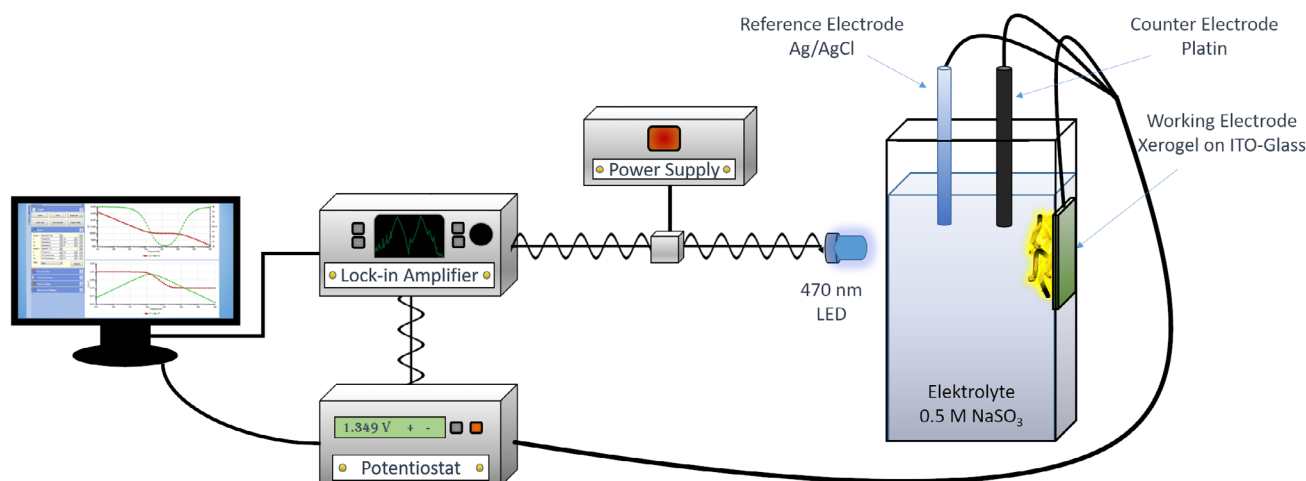 Reference Electrode
Ag/AgCl
Counter Electrode
Platin
Working Electrode
Xerogel on ITO-Glass
Power Supply
Lock-in Amplifier
470 nm
LED
1.349 V + -
Potentiostat
Elektrolyte
0.5 M NaSO₃